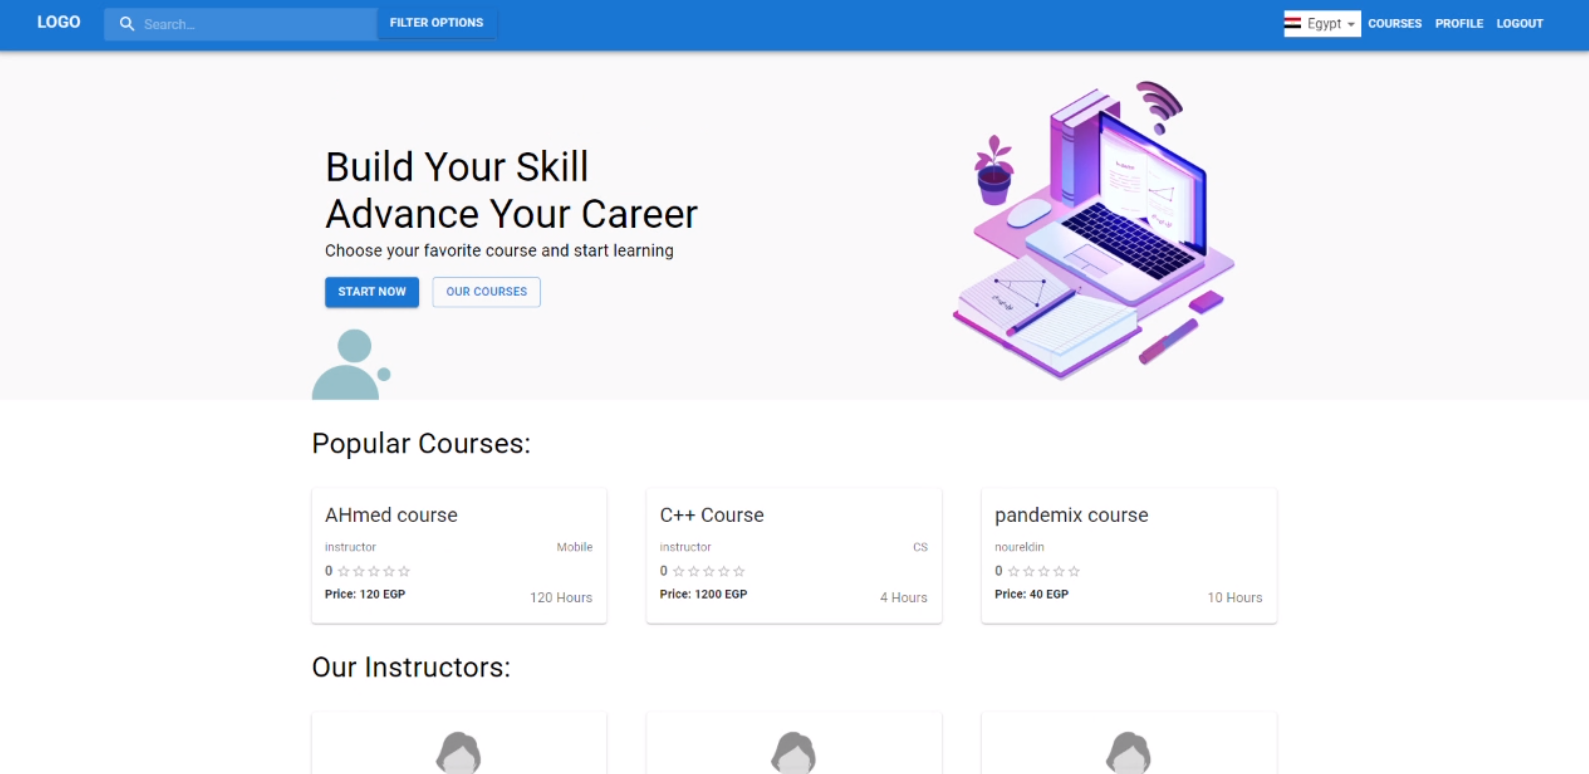 LOGO
Search...
FILTER OPTIONS
Egypt
COURSES
PROFILE
LOGOUT
Build Your Skill
Advance Your Career
Choose your favorite course and start learning
START NOW
OUR COURSES
Popular Courses:
AHmed course
instructor
Mobile
0
Price: 120 EGP
120 Hours
C++ Course
instructor
CS
0
Price: 1200 EGP
4 Hours
pandemix course
noureldin
0
Price: 40 EGP
10 Hours
Our Instructors: